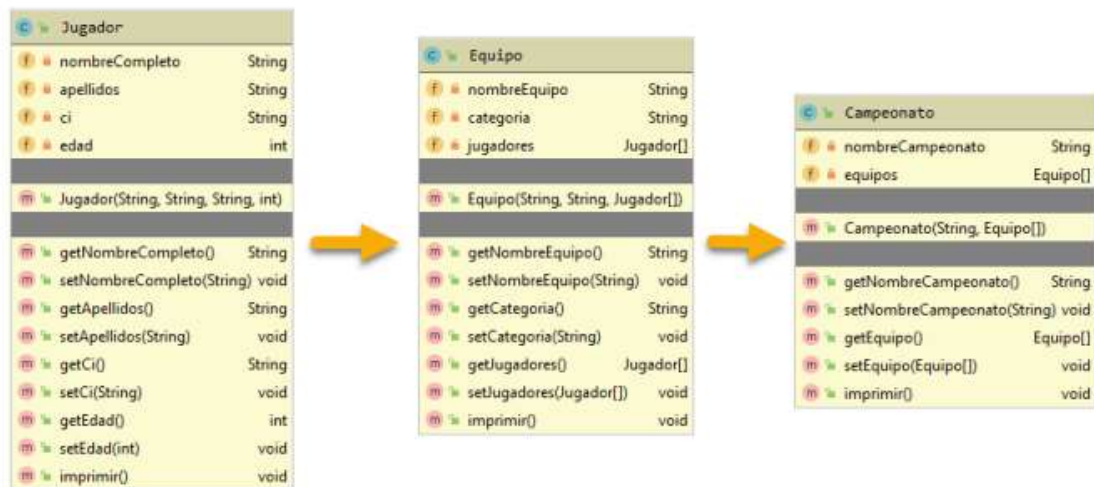 Jugador
nombreCompleto String
apellidos String
ci String
edad int
Jugador(String, String, String, int)
getNombreCompleto() String
setNombreCompleto(String) void
getApellidos() String
setApellidos(String) void
getCi() String
setCi(String) void
getEdad() int
setEdad(int) void
imprimir() void
Equipo
nombreEquipo String
categoria String
jugadores Jugador[]
Equipo(String, String, Jugador[])
getNombreEquipo() String
setNombreEquipo(String) void
getCategoria() String
setCategoria(String) void
getJugadores() Jugador[]
setJugadores(Jugador[]) void
imprimir() void
Campeonato
nombreCampeonato String
equipos Equipo[]
Campeonato(String, Equipo[])
getNombreCampeonato() String
setNombreCampeonato(String) void
getEquipo() Equipo[]
setEquipo(Equipo[]) void
imprimir() void